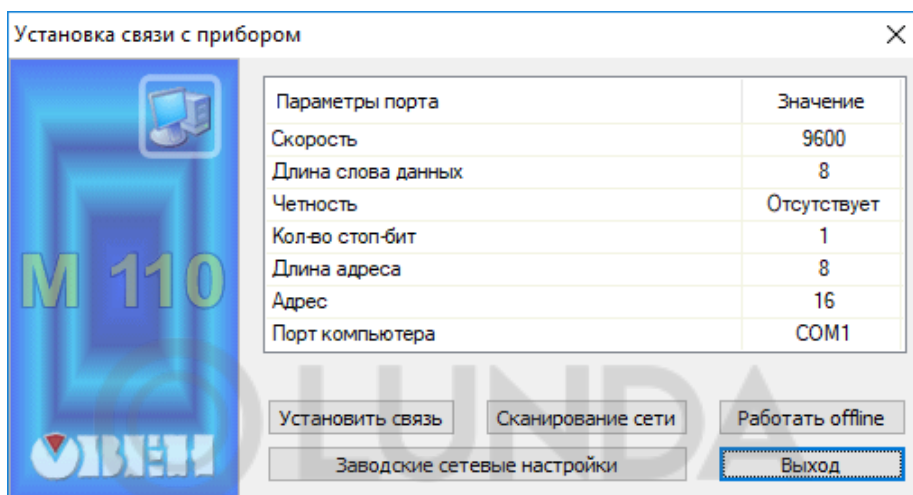 Установка связи с прибором
Параметры порта Значение
Скорость 9600
Длина слова данных 8
Четность Отсутствует
Кол-во стоп-бит 1
Длина адреса 8
Адрес 16
Порт компьютера COM1
M 110
LUNDA
Установить связь Сканирование сети Работать offline
ОВЕН
Заводские сетевые настройки Выход